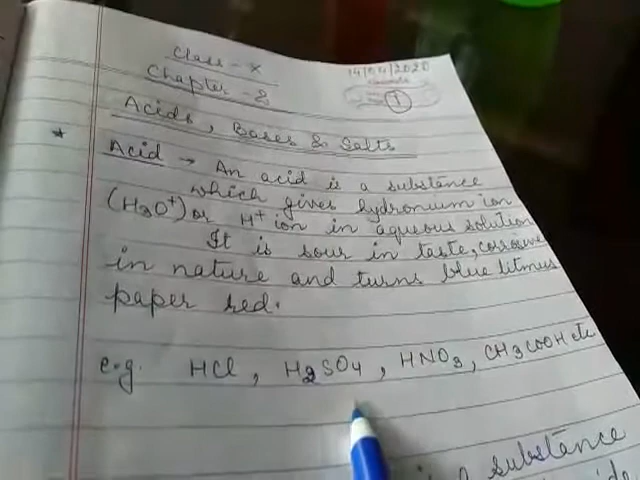 Class - X
14/04/2020
Chapter - 2
1
Acids, Bases & Salts
* Acid → An acid is a substance
which gives hydronium ion
(H3O+) or H+ ion in aqueous solution
It is sour in taste, corrosive
in nature and turns blue litmus
paper red.
e.g. HCl, H2SO4, HNO3, CH3COOH etc
is a substance